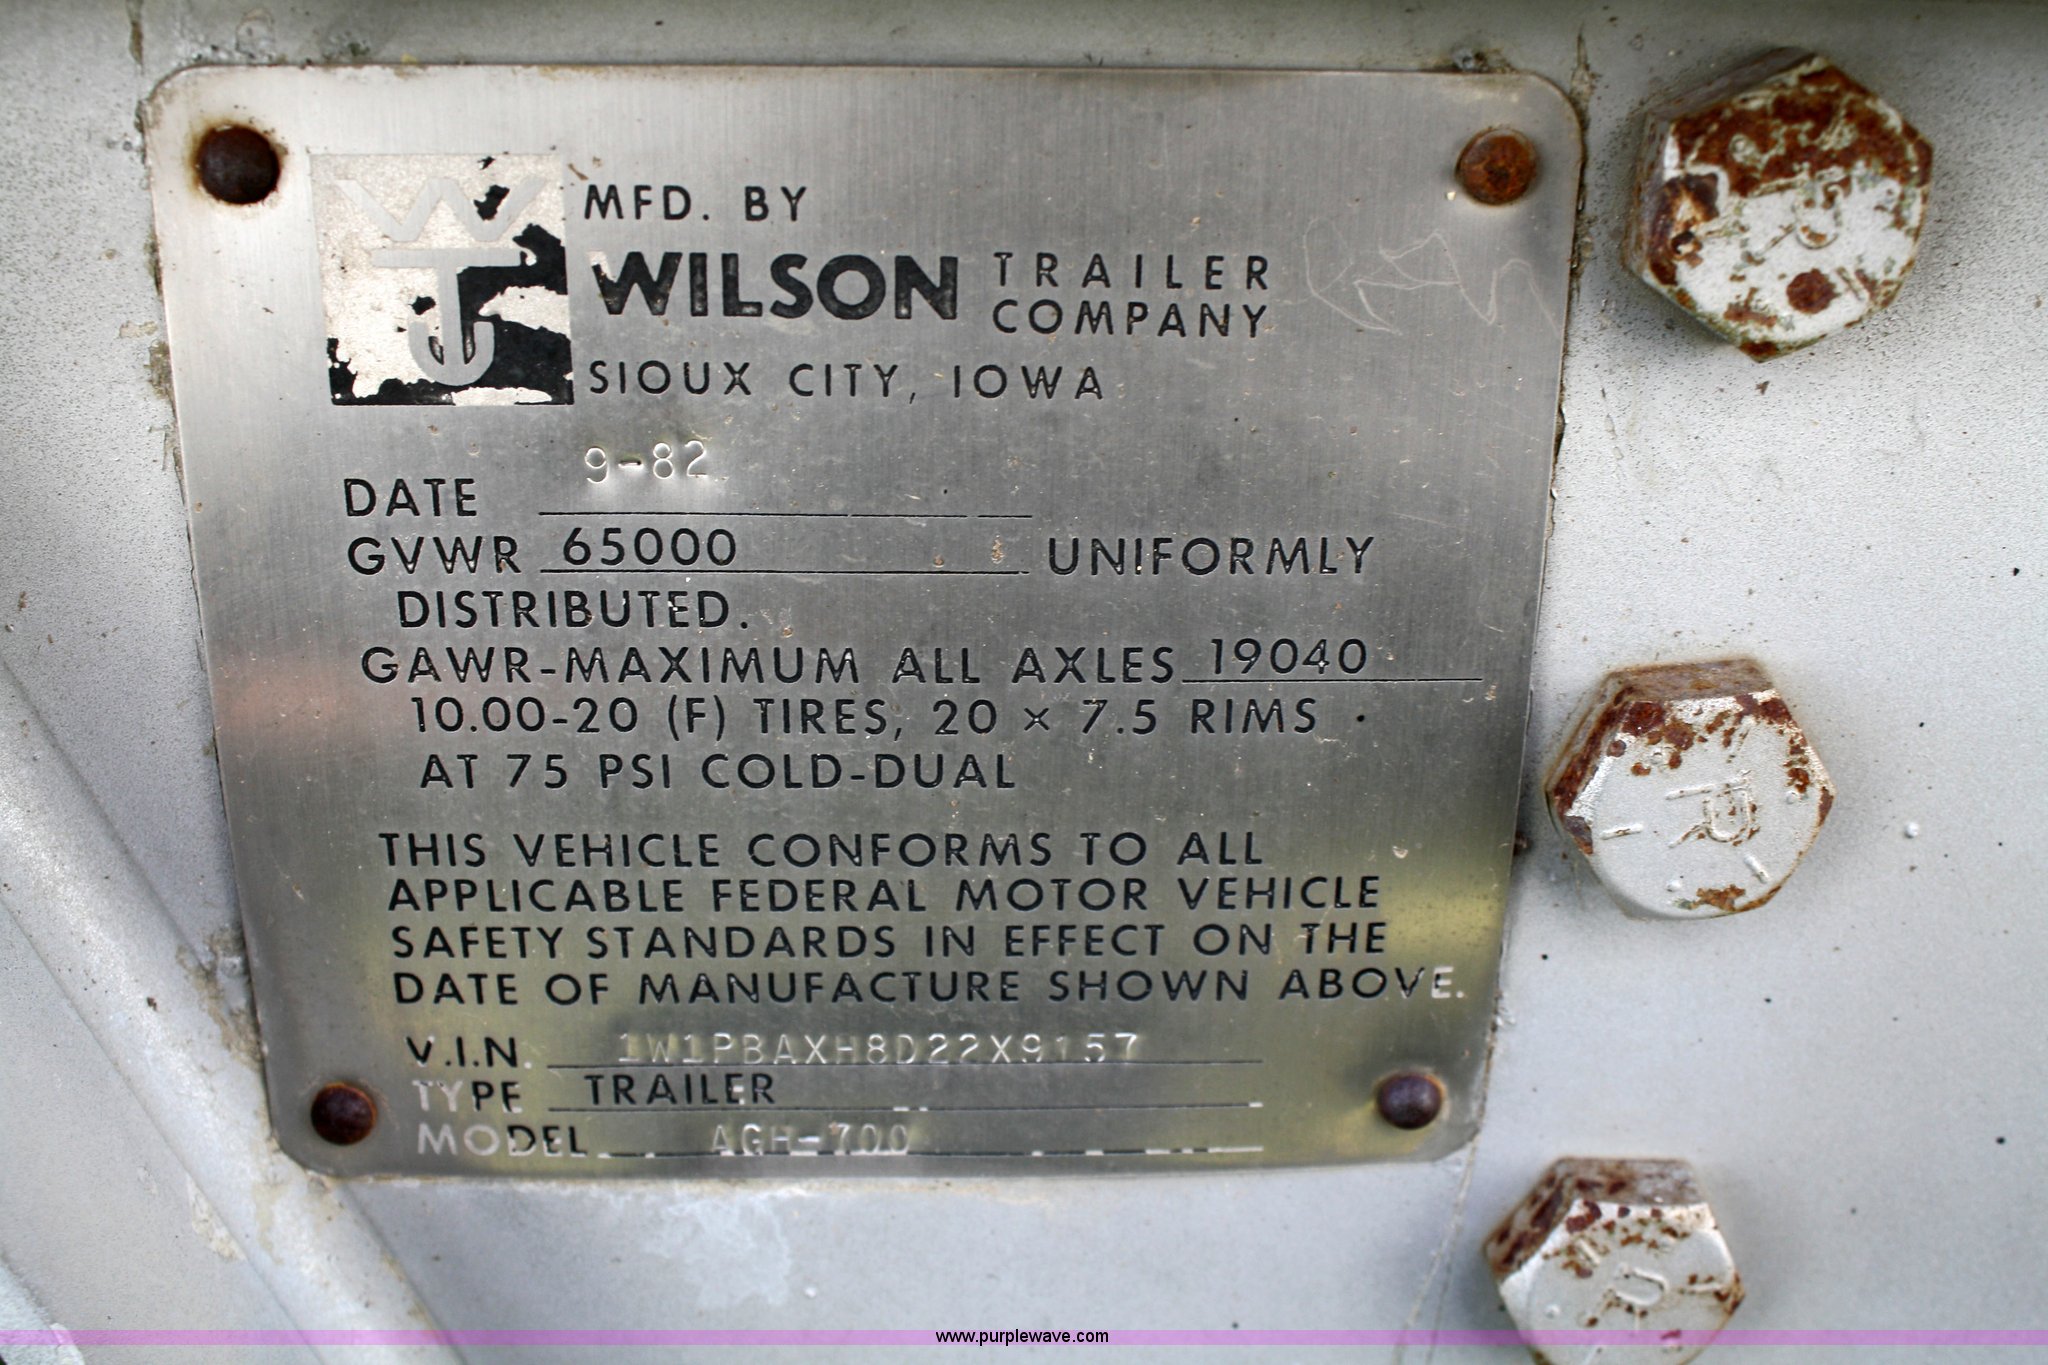 WTJ
MFD. BY
WILSON TRAILER COMPANY
SIOUX CITY, IOWA
DATE 9-82
GVWR 65000 UNIFORMLY
DISTRIBUTED.
GAWR-MAXIMUM ALL AXLES 19040
10.00-20 (F) TIRES, 20 × 7.5 RIMS
AT 75 PSI COLD-DUAL
THIS VEHICLE CONFORMS TO ALL
APPLICABLE FEDERAL MOTOR VEHICLE
SAFETY STANDARDS IN EFFECT ON THE
DATE OF MANUFACTURE SHOWN ABOVE.
V.I.N. 1W1PBAXH8D22X9157
TYPE TRAILER
MODEL AGH-700
www.purplewave.com